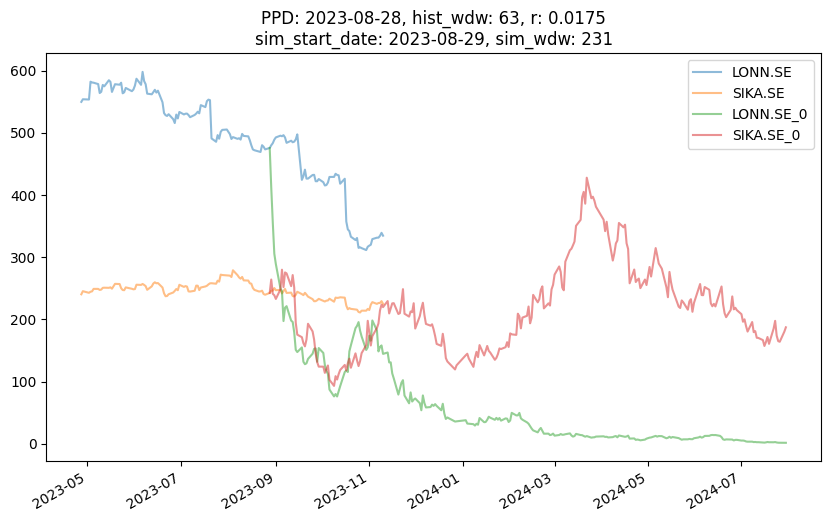 PPD: 2023-08-28, hist_wdw: 63, r: 0.0175
sim_start_date: 2023-08-29, sim_wdw: 231
LONN.SE
SIKA.SE
LONN.SE_0
SIKA.SE_0
600
500
400
300
200
100
0
2023-05
2023-07
2023-09
2023-11
2024-01
2024-03
2024-05
2024-07